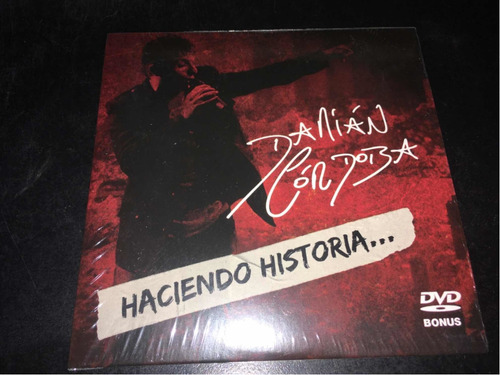 DAMIÁN
CÓRDOBA
HACIENDO HISTORIA...
DVD
BONUS